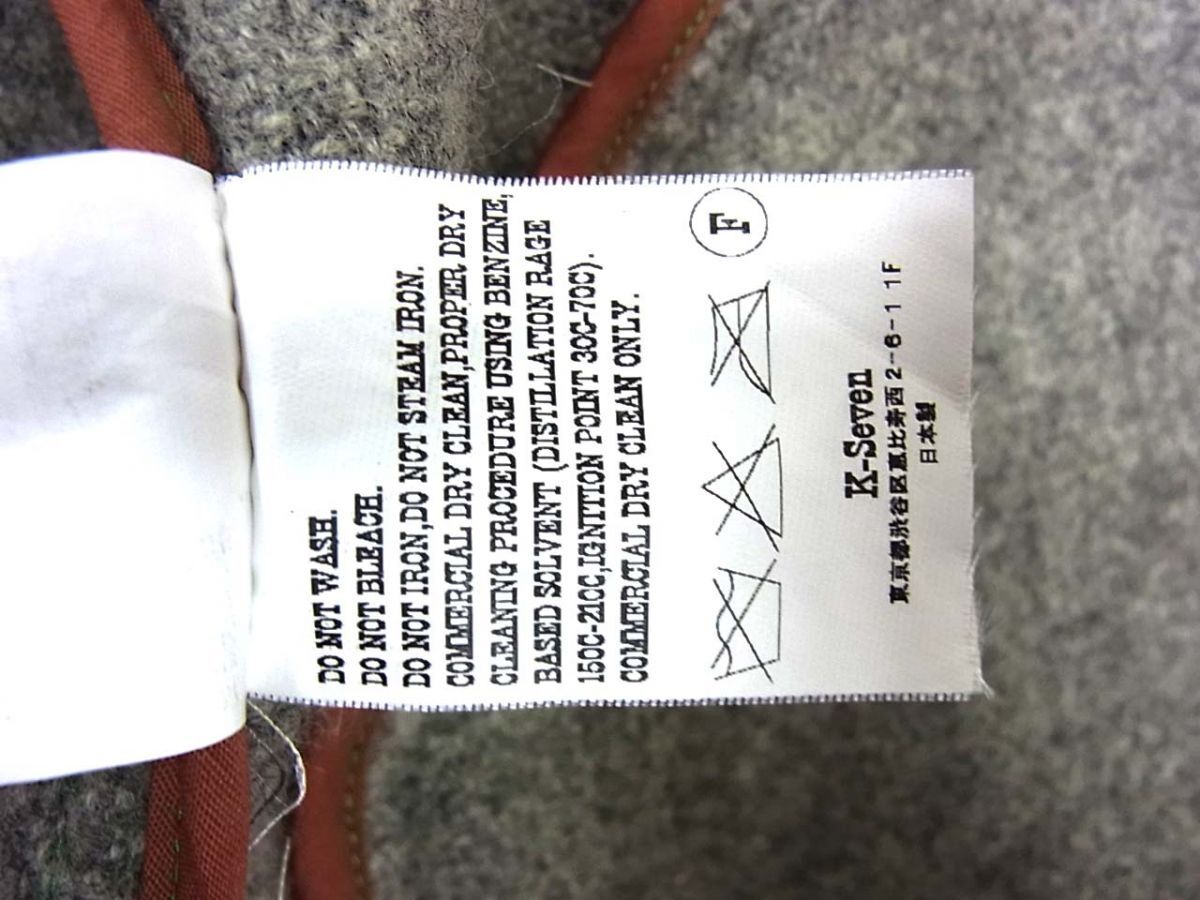 DO NOT WASH.
DO NOT BLEACH.
DO NOT IRON,DO NOT STEAM IRON.
COMMERCIAL DRY CLEAN,PROPER DRY
CLEANING PROCEDURE USING BENZINE,
BASED SOLVENT (DISTILLATION RAGE
150C-210C,IGNITION POINT 30C-70C).
COMMERCIAL DRY CLEAN ONLY.
F
K-Seven
東京都渋谷区恵比寿西2-6-1 1F
日本製